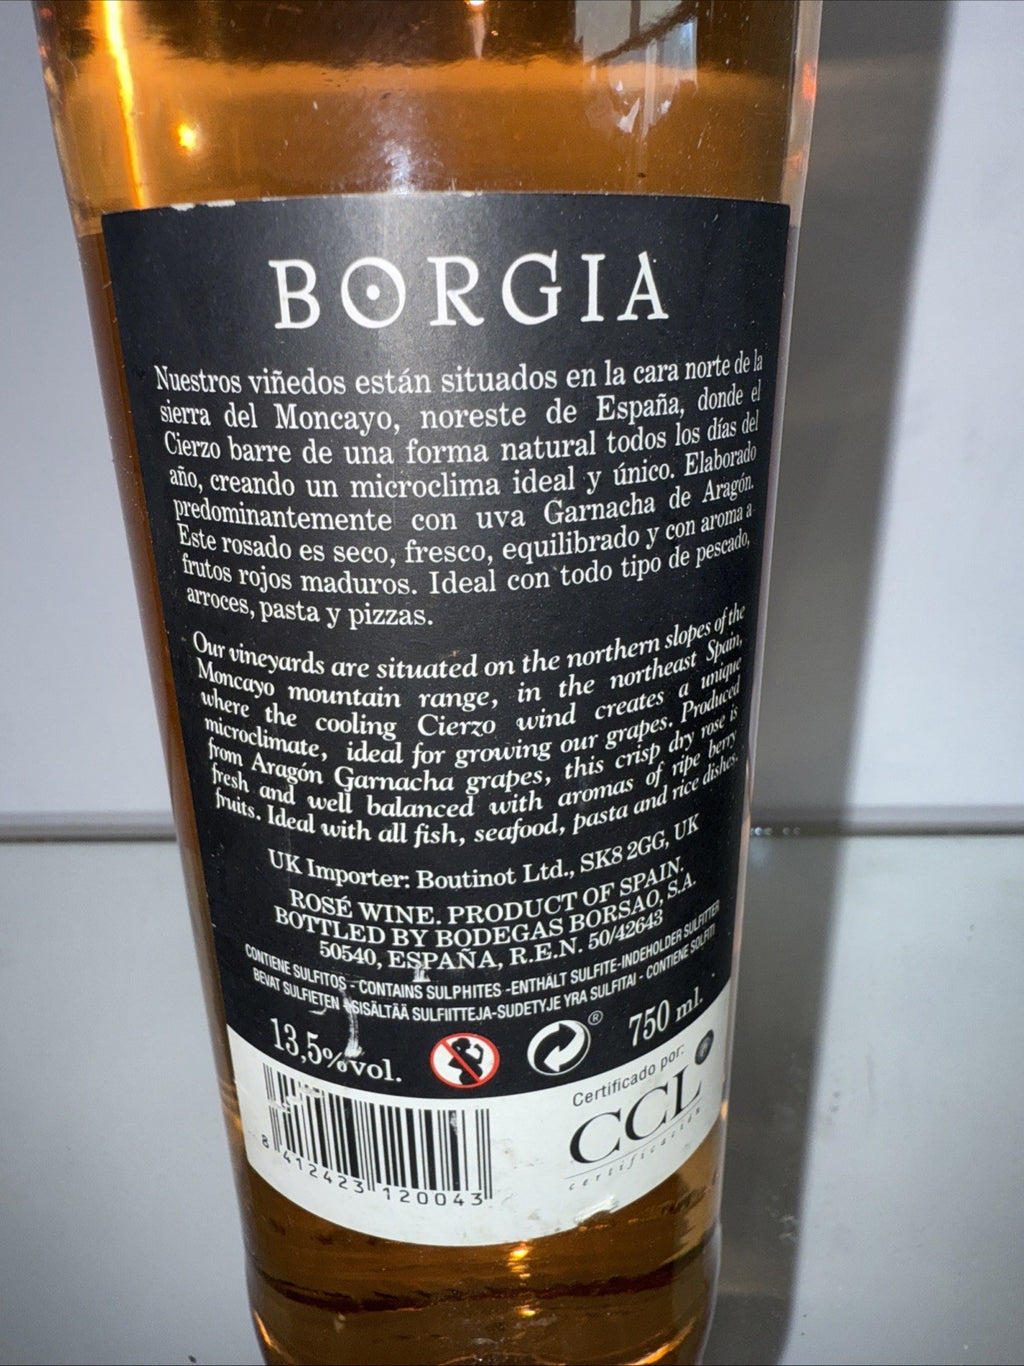 BORGIA
Nuestros viñedos están situados en la cara norte de la
sierra del Moncayo, noreste de España, donde el
Cierzo barre de una forma natural todos los días del
año, creando un microclima ideal y único. Elaborado
predominantemente con uva Garnacha de Aragón.
Este rosado es seco, fresco, equilibrado y con aroma a
frutos rojos maduros. Ideal con todo tipo de pescado,
arroces, pasta y pizzas.
Our vineyards are situated on the northern slopes of the
Moncayo mountain range, in the northeast Spain,
where the cooling Cierzo wind creates a unique
microclimate, ideal for growing our grapes. Produced
from Aragón Garnacha grapes, this crisp dry rose is
fresh and well balanced with aromas of ripe berry
fruits. Ideal with all fish, seafood, pasta and rice dishes.
UK Importer: Boutinot Ltd., SK8 2GG, UK
ROSÉ WINE. PRODUCT OF SPAIN.
BOTTLED BY BODEGAS BORSAO, S.A.
50540, ESPAÑA, R.E.N. 50/42643
CONTIENE SULFITOS - CONTAINS SULPHITES -ENTHÄLT SULFITE-INDEHOLDER SULFITTER
BEVAT SULFIETEN -SISÄLTÄÄ SULFIITTEJA-SUDETYJE YRA SULFITAI - CONTIENE SOLFITI
13,5%vol. ® 750 ml.
Certificado por:
CCL
certificación
8 412423 120043